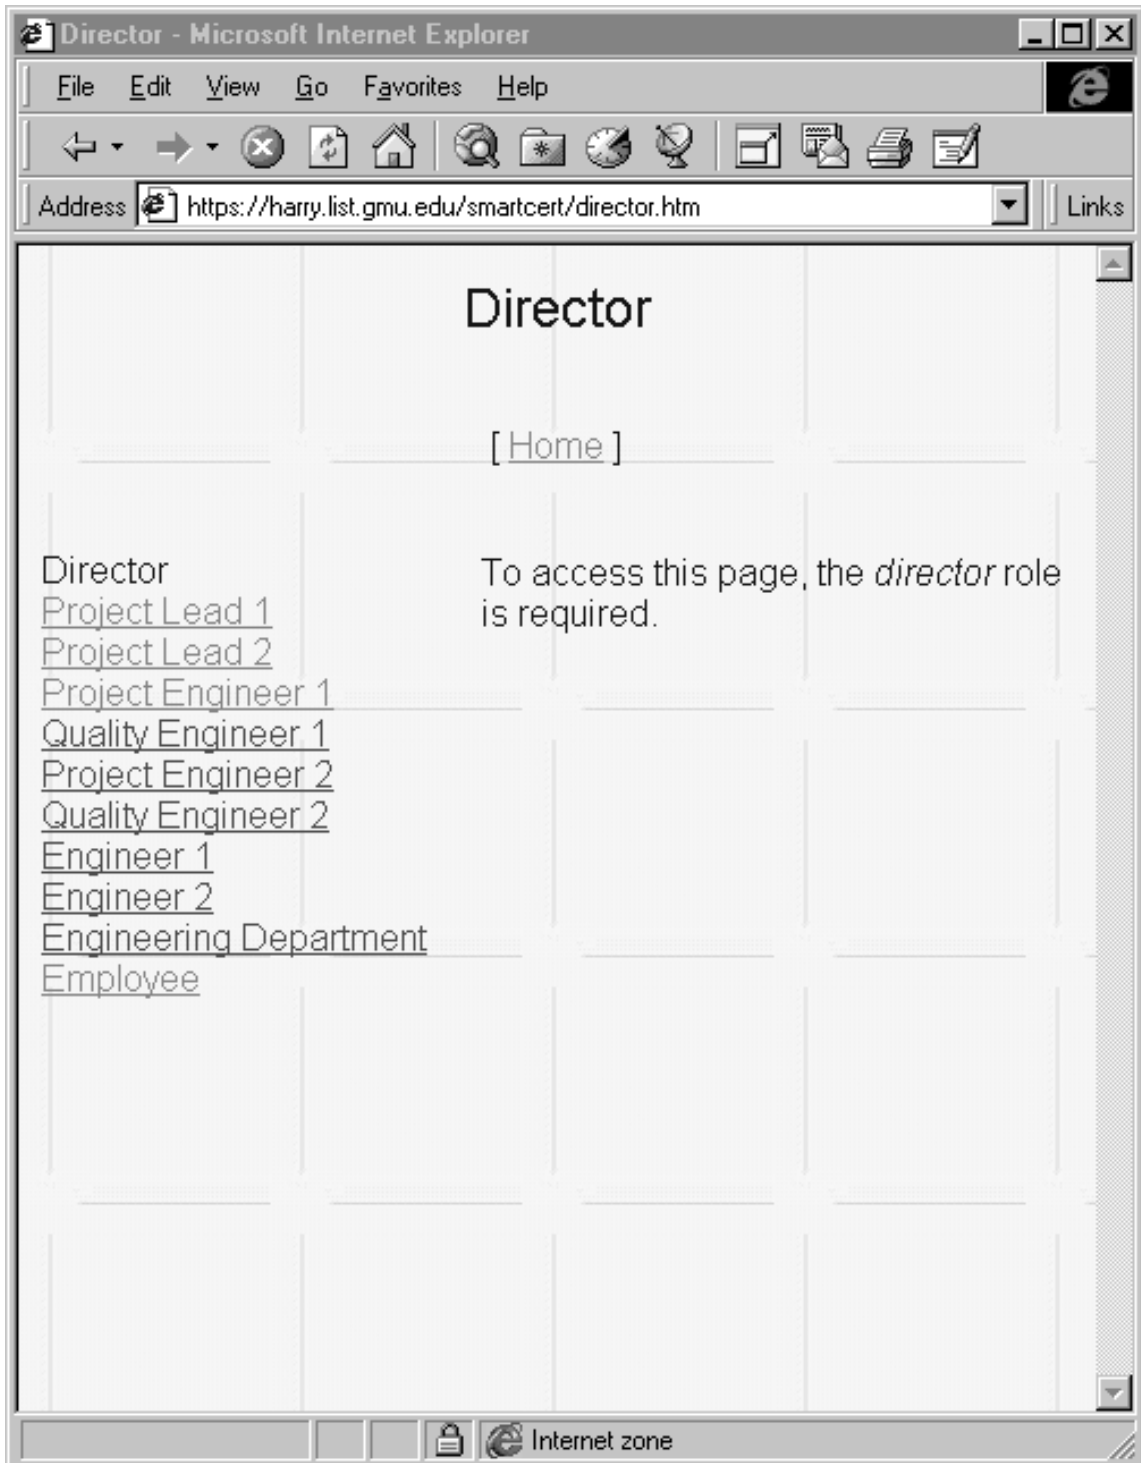 Director - Microsoft Internet Explorer
File Edit View Go Favorites Help
Address https://harry.list.gmu.edu/smartcert/director.htm Links
Director
[ Home ]
Director
Project Lead 1
Project Lead 2
Project Engineer 1
Quality Engineer 1
Project Engineer 2
Quality Engineer 2
Engineer 1
Engineer 2
Engineering Department
Employee
To access this page, the director role
is required.
Internet zone